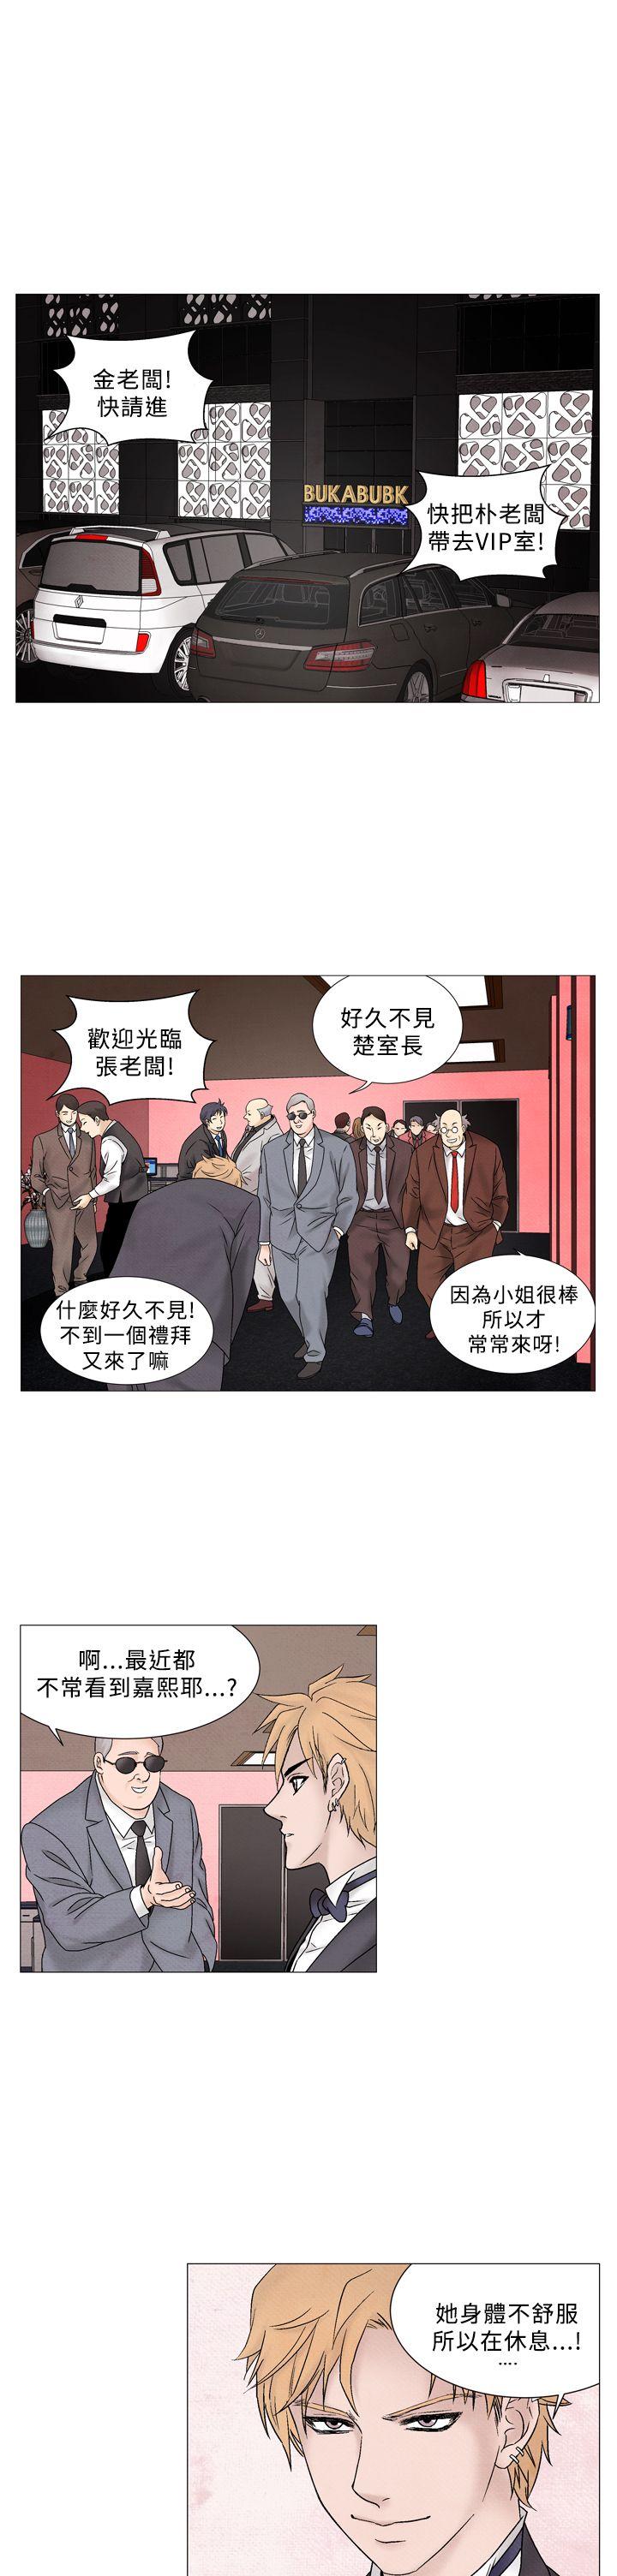 金老闆!
快請進
BUKABUBK
快把朴老闆
帶去VIP室!
歡迎光臨
張老闆!
好久不見
楚室長
什麼好久不見!
不到一個禮拜
又來了嘛
因為小姐很棒
所以才
常常來呀!
啊...最近都
不常看到嘉熙耶...?
她身體不舒服
所以在休息...!
....